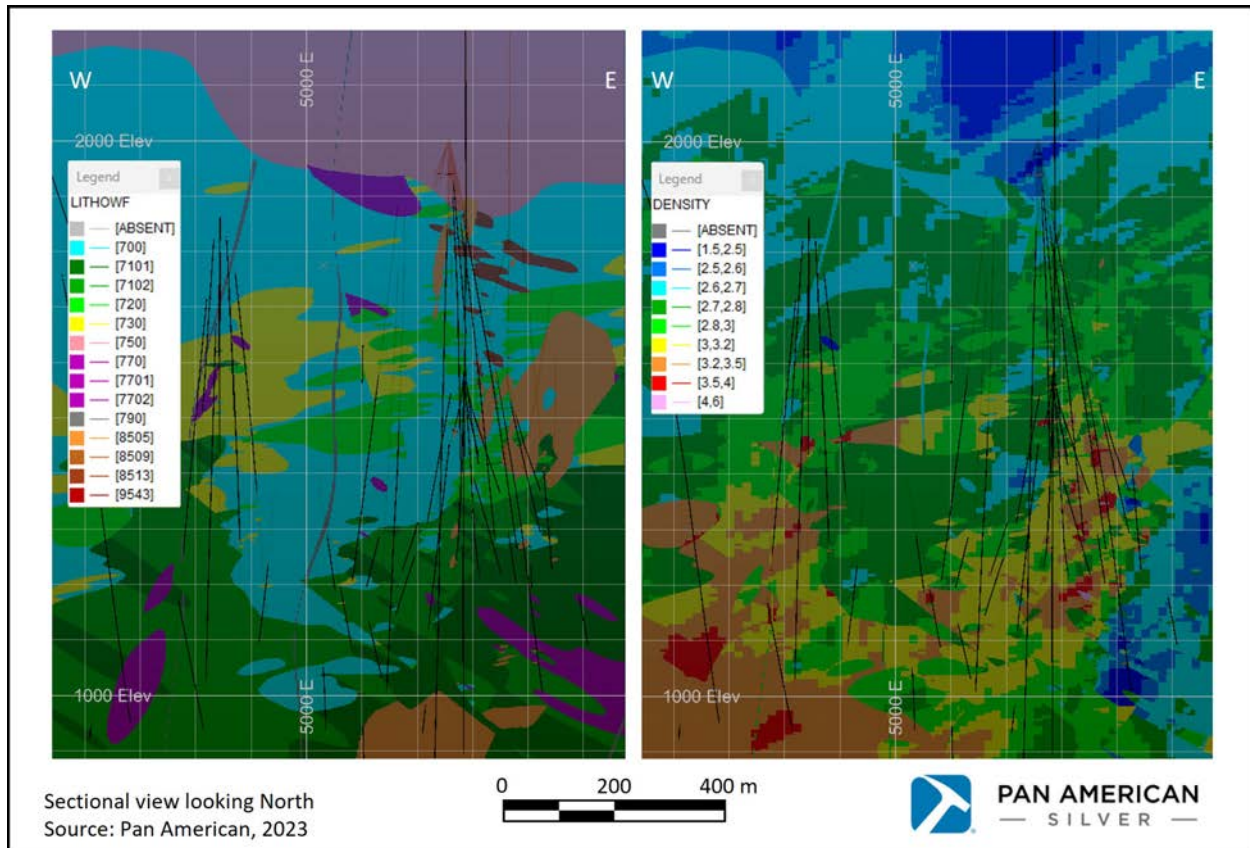 W
E
5000 E
2000 Elev
Legend
LITHOWF
[ABSENT]
[700]
[7101]
[7102]
[720]
[730]
[750]
[770]
[7701]
[7702]
[790]
[8505]
[8509]
[8513]
[9543]
1000 Elev
5000 E
W
E
5000 E
2000 Elev
Legend
DENSITY
[ABSENT]
[1.5,2.5]
[2.5,2.6]
[2.6,2.7]
[2.7,2.8]
[2.8,3]
[3,3.2]
[3.2,3.5]
[3.5,4]
[4,6]
1000 Elev
5000 E
Sectional view looking North
Source: Pan American, 2023
0 200 400 m
PAN AMERICAN
— SILVER —